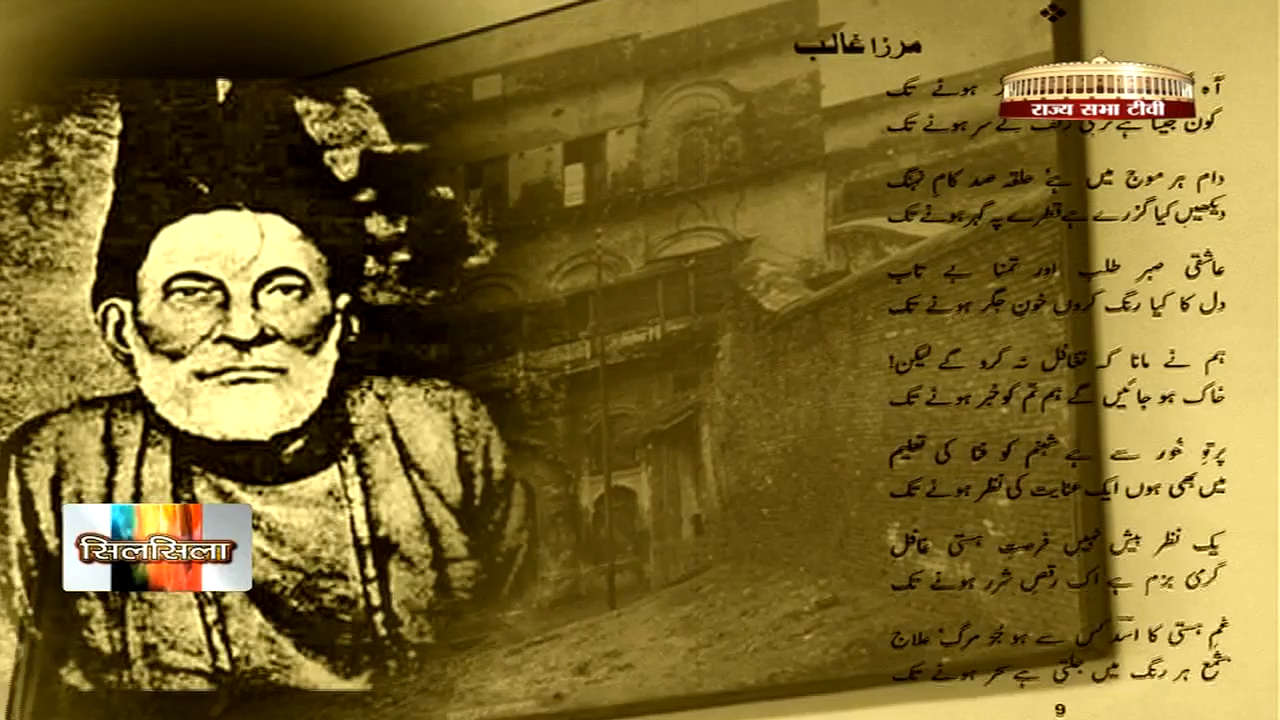 مرزا غالب
آہ ہونے تک
کون جیتا ہے تری زلف کے سر ہونے تک
دام ہر موج میں ہے حلقہ صد کام نہنگ
دیکھیں کیا گزرے ہے قطرے پہ گہر ہونے تک
عاشقی صبر طلب اور تمنا بے تاب
دل کا کیا رنگ کروں خون جگر ہونے تک
ہم نے مانا کہ تغافل نہ کرو گے لیکن!
خاک ہو جائیں گے ہم تم کو خبر ہونے تک
پرتوِ خور سے ہے شبنم کو فنا کی تعلیم
میں بھی ہوں ایک عنایت کی نظر ہونے تک
یک نظر بیش نہیں فرصت ہستی غافل
گرمی بزم ہے اک رقصِ شرر ہونے تک
غمِ ہستی کا اسدؔ کس سے ہو جُز مرگ علاج
شمع ہر رنگ میں جلتی ہے سحر ہونے تک
9
राज्य सभा टीवी
सिलसिला